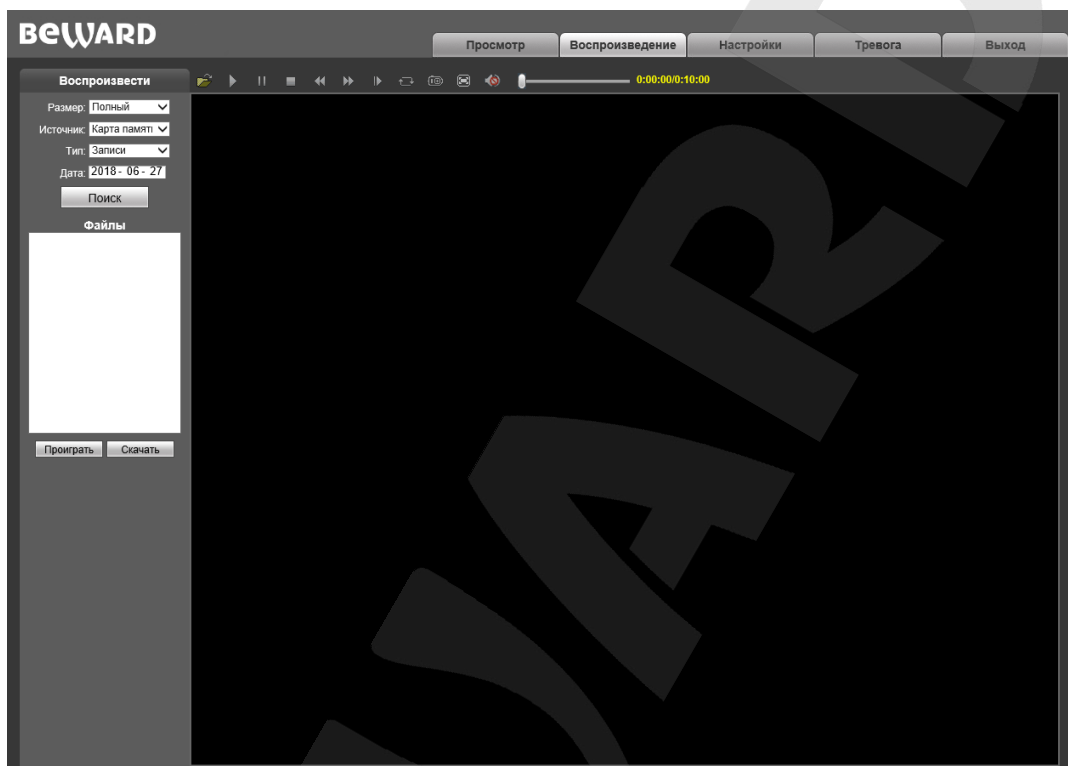 BEWARD
Просмотр Воспроизведение Настройки Тревога Выход
Воспроизвести
0:00:00/0:10:00
Размер: Полный
Источник: Карта памяти
Тип: Записи
Дата: 2018- 06- 27
Поиск
Файлы
Проиграть Скачать
WARD